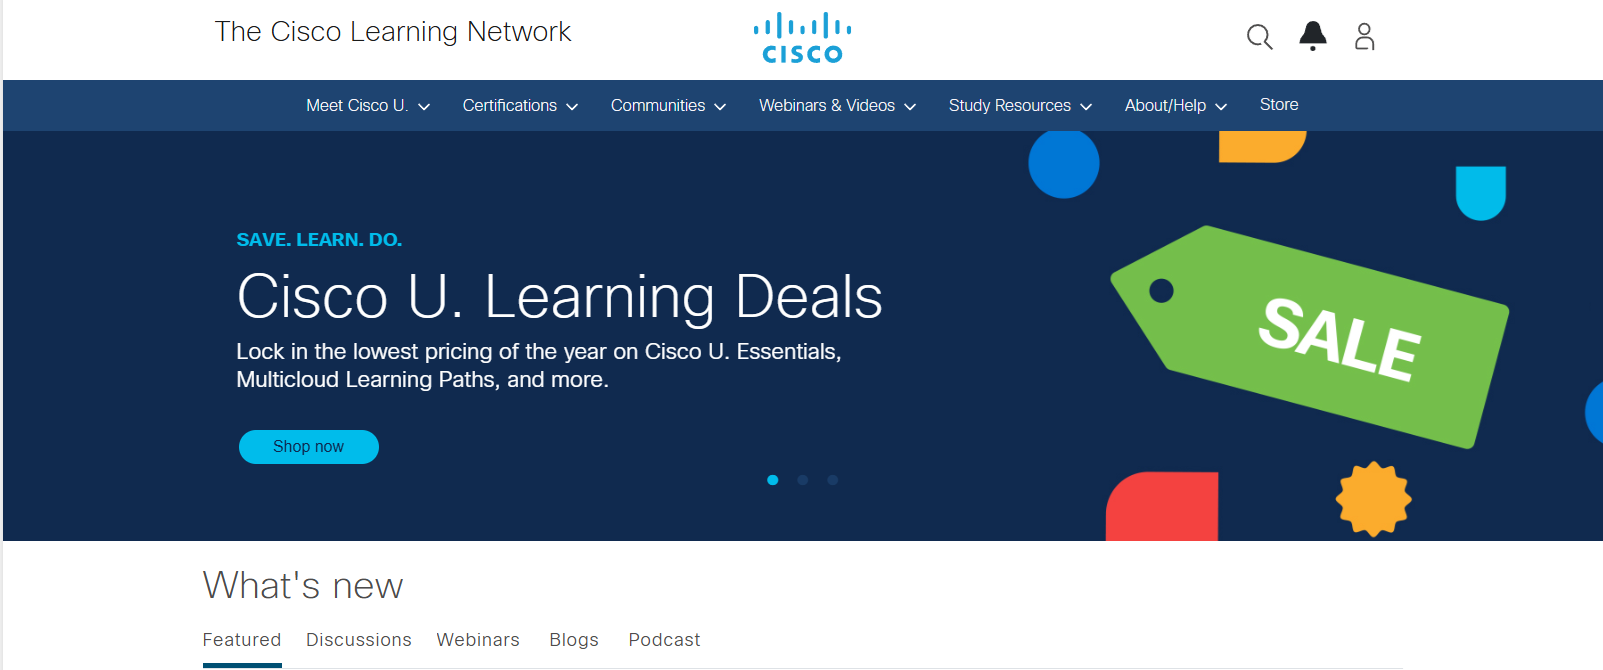 The Cisco Learning Network
CISCO
Meet Cisco U.
Certifications
Communities
Webinars & Videos
Study Resources
About/Help
Store
SAVE. LEARN. DO.
Cisco U. Learning Deals
Lock in the lowest pricing of the year on Cisco U. Essentials,
Multicloud Learning Paths, and more.
Shop now
SALE
What's new
Featured
Discussions
Webinars
Blogs
Podcast